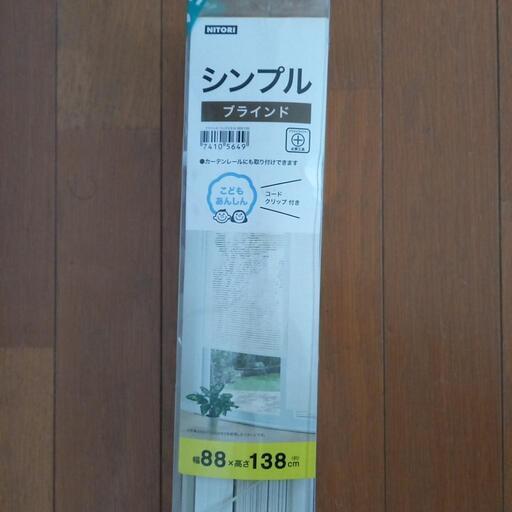 NITORI
シンプル
ブラインド
7410 5649
●カーテンレールにも取り付けできます
こども
あんしん
コード
クリップ 付き
幅88×高さ138cm